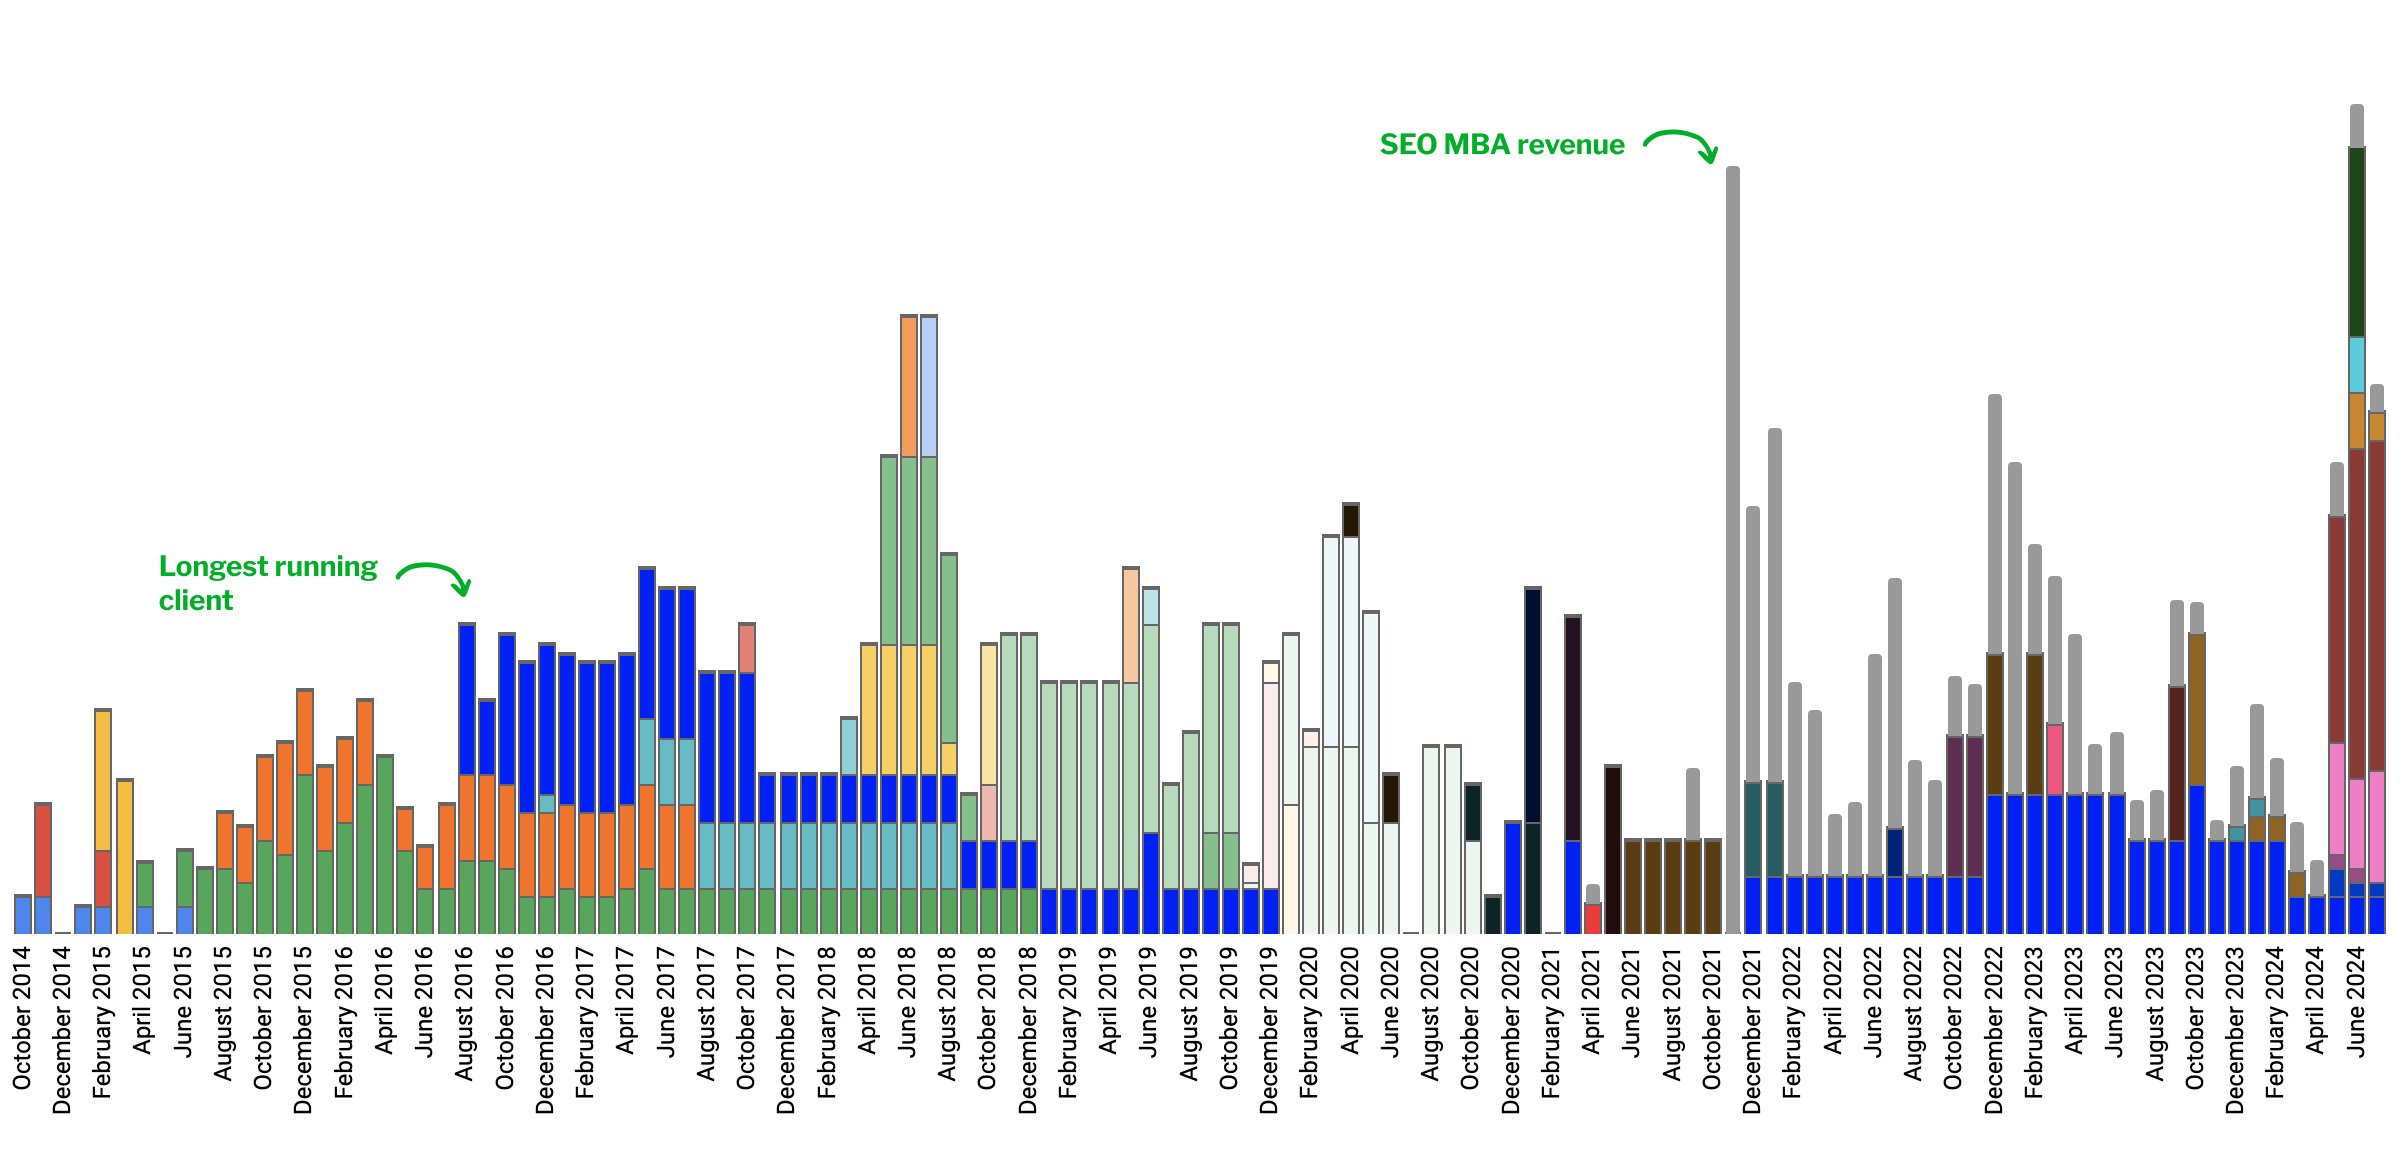 SEO MBA revenue
Longest running
client
October 2014
December 2014
February 2015
April 2015
June 2015
August 2015
October 2015
December 2015
February 2016
April 2016
June 2016
August 2016
October 2016
December 2016
February 2017
April 2017
June 2017
August 2017
October 2017
December 2017
February 2018
April 2018
June 2018
August 2018
October 2018
December 2018
February 2019
April 2019
June 2019
August 2019
October 2019
December 2019
February 2020
April 2020
June 2020
August 2020
October 2020
December 2020
February 2021
April 2021
June 2021
August 2021
October 2021
December 2021
February 2022
April 2022
June 2022
August 2022
October 2022
December 2022
February 2023
April 2023
June 2023
August 2023
October 2023
December 2023
February 2024
April 2024
June 2024